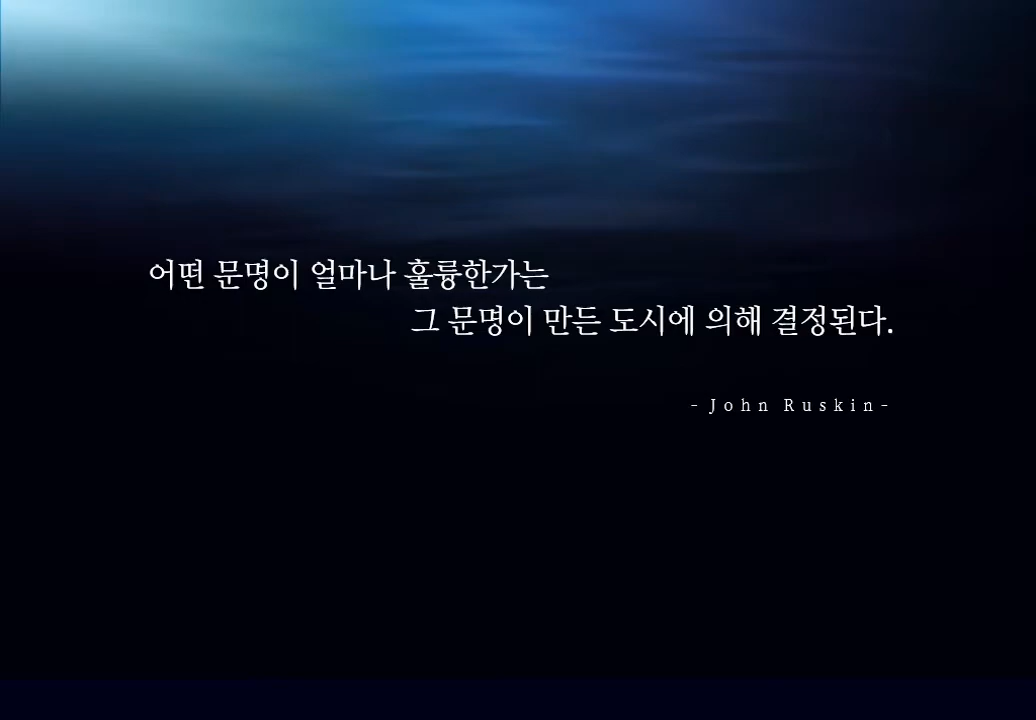 어떤 문명이 얼마나 훌륭한가는
그 문명이 만든 도시에 의해 결정된다.
- John Ruskin-